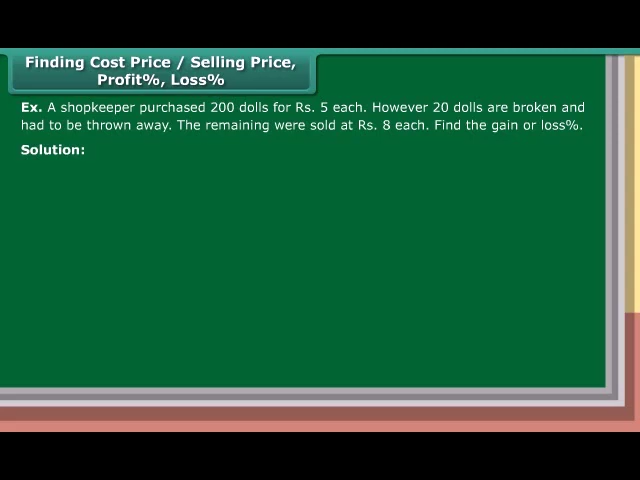 Finding Cost Price / Selling Price,
Profit%, Loss%
Ex. A shopkeeper purchased 200 dolls for Rs. 5 each. However 20 dolls are broken and
had to be thrown away. The remaining were sold at Rs. 8 each. Find the gain or loss%.
Solution: